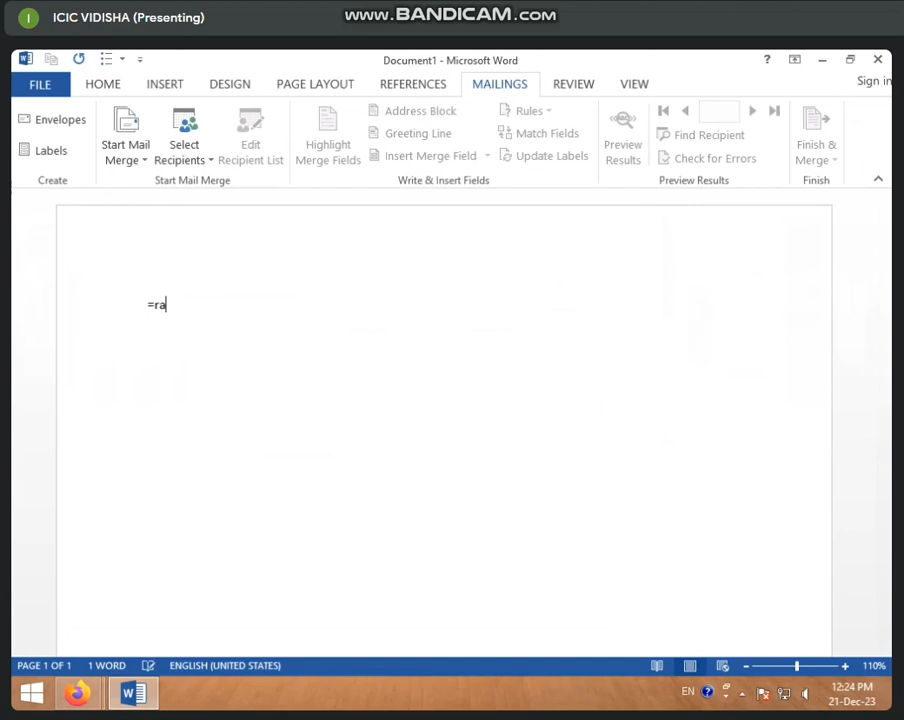 I ICIC VIDISHA (Presenting)
www.BANDICAM.com
Document1 - Microsoft Word
?
FILE HOME INSERT DESIGN PAGE LAYOUT REFERENCES MAILINGS REVIEW VIEW Sign in
Envelopes
Labels
Create
Start Mail Merge
Select Recipients
Edit Recipient List
Start Mail Merge
Highlight Merge Fields
Address Block
Greeting Line
Insert Merge Field
Rules
Match Fields
Update Labels
Write & Insert Fields
Preview Results
Find Recipient
Check for Errors
Preview Results
Finish & Merge
Finish
=ra
PAGE 1 OF 1 1 WORD ENGLISH (UNITED STATES) 110%
EN 12:24 PM
21-Dec-23